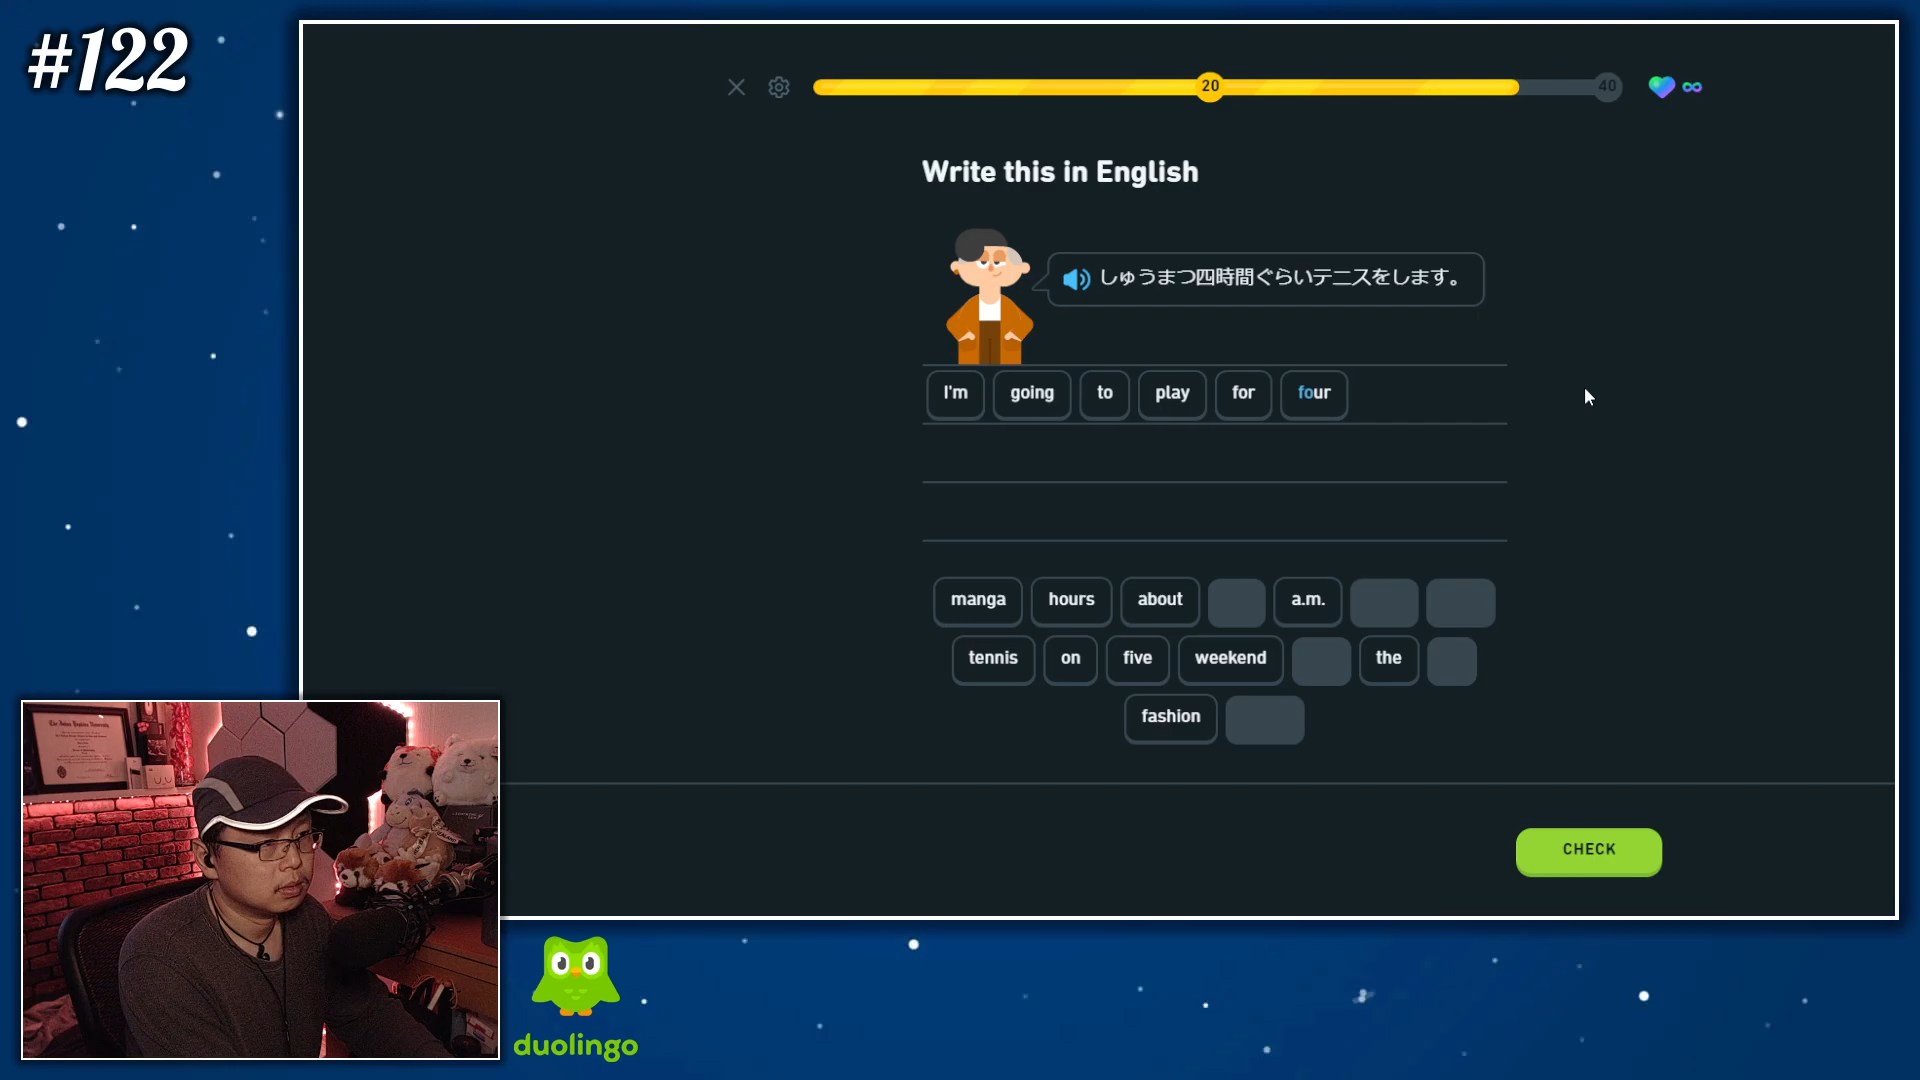 #122
20
40
Write this in English
しゅうまつ四時間ぐらいテニスをします。
I'm going to play for four
manga hours about a.m.
tennis on five weekend the
fashion
CHECK
duolingo